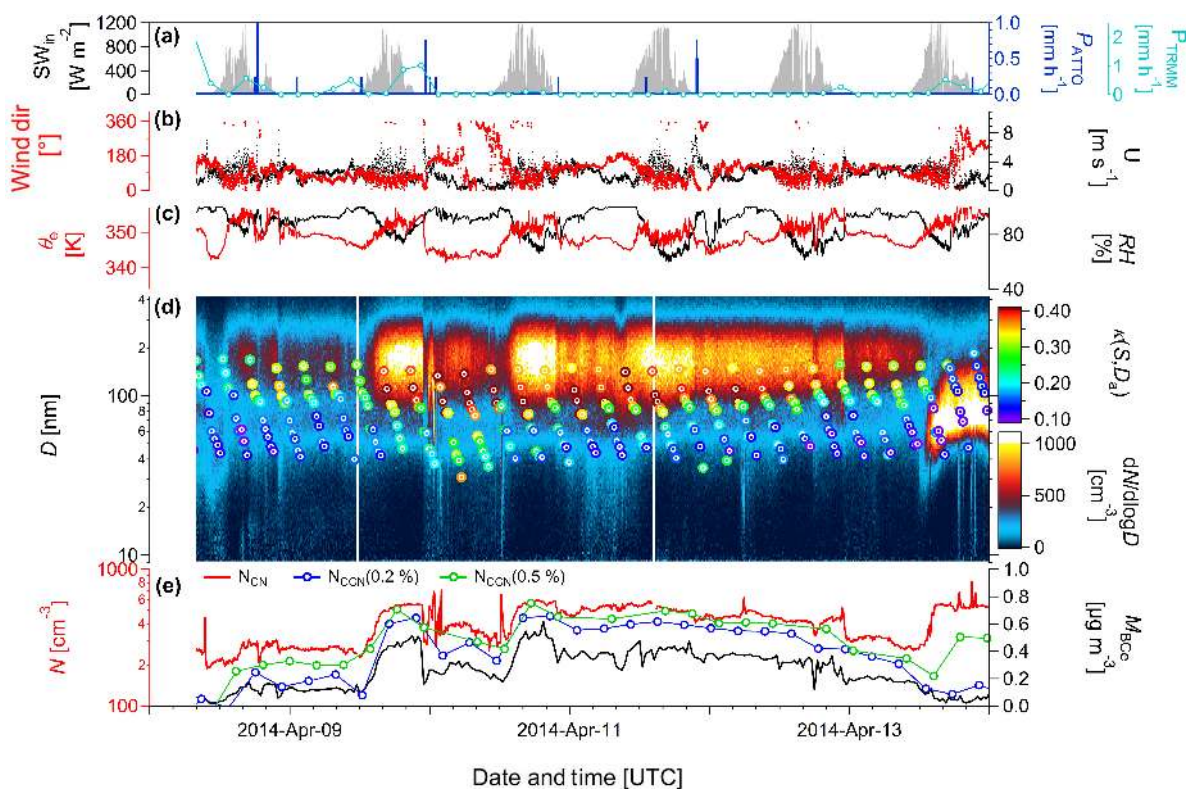 (a)
SW_in
[W m⁻²]
1200
800
400
0
1.0
0.5
0.0
P_ATTO
[mm h⁻¹]
2
1
0
P_TRMM
[mm h⁻¹]
(b)
Wind dir
[°]
360
180
0
8
4
0
U
[m s⁻¹]
(c)
θ_e
[K]
350
340
80
40
RH
[%]
(d)
D [nm]
4
2
100
8
6
4
2
10
0.40
0.30
0.20
0.10
κ(S,D_a)
1000
500
0
dN/dlogD
[cm⁻³]
(e)
N_CN
N_CCN(0.2 %)
N_CCN(0.5 %)
N [cm⁻³]
1000
8
6
4
2
100
1.0
0.8
0.6
0.4
0.2
0.0
M_BCe
[µg m⁻³]
2014-Apr-09 2014-Apr-11 2014-Apr-13
Date and time [UTC]